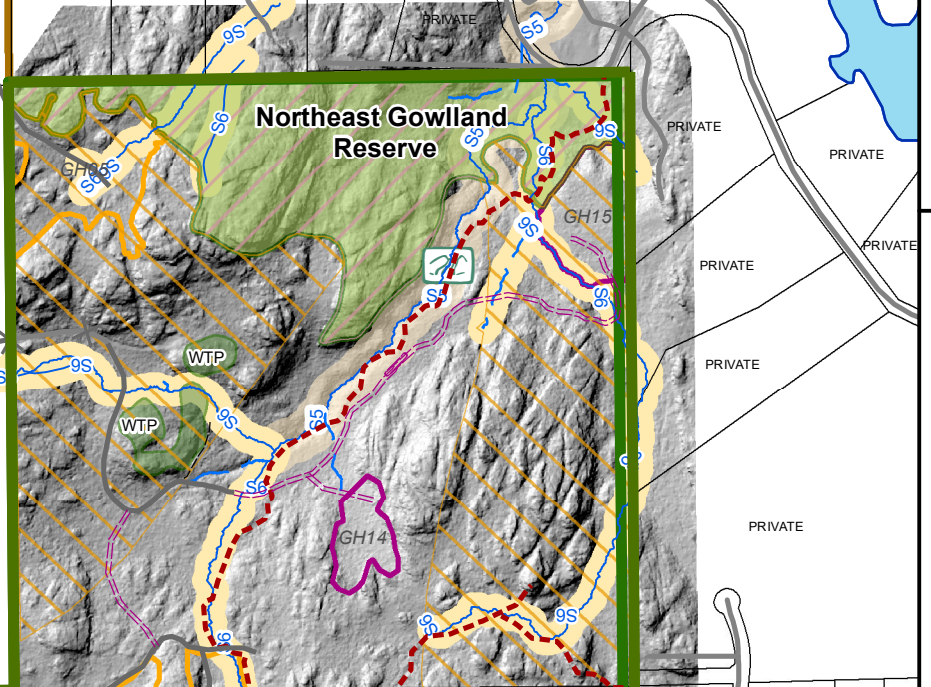 PRIVATE
S5
9S
S6
Northeast Gowlland
Reserve
S5
9S
PRIVATE
S6
PRIVATE
GH05
S6
9S
GH15
9S
PRIVATE
PRIVATE
S5
S6
WTP
9S
PRIVATE
9S
S5
WTP
S6
PRIVATE
GH14
9S
9S